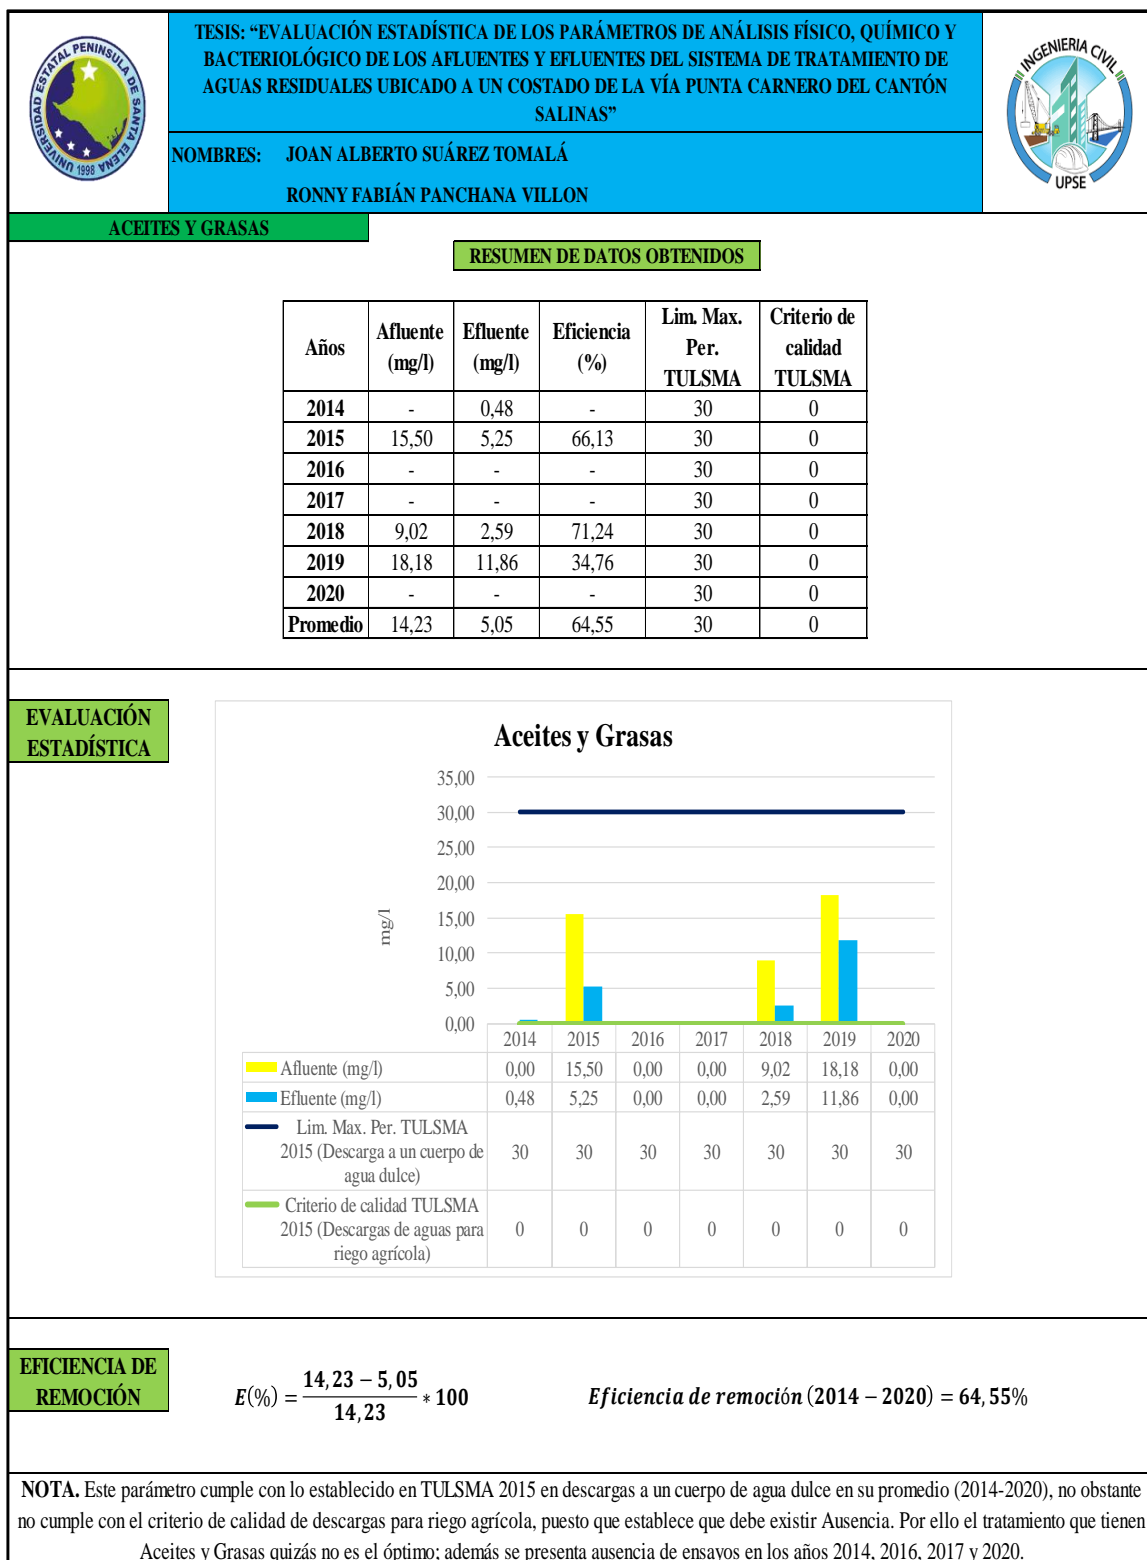 TESIS: “EVALUACIÓN ESTADÍSTICA DE LOS PARÁMETROS DE ANÁLISIS FÍSICO, QUÍMICO Y
BACTERIOLÓGICO DE LOS AFLUENTES Y EFLUENTES DEL SISTEMA DE TRATAMIENTO DE
AGUAS RESIDUALES UBICADO A UN COSTADO DE LA VÍA PUNTA CARNERO DEL CANTÓN
SALINAS”
UNIVERSIDAD ESTATAL PENINSULA DE SANTA ELENA
1998
INGENIERIA CIVIL
UPSE
NOMBRES: JOAN ALBERTO SUÁREZ TOMALÁ
RONNY FABIÁN PANCHANA VILLON
ACEITES Y GRASAS
RESUMEN DE DATOS OBTENIDOS
Años Afluente (mg/l) Efluente (mg/l) Eficiencia (%) Lim. Max. Per. TULSMA Criterio de calidad TULSMA
2014 - 0,48 - 30 0
2015 15,50 5,25 66,13 30 0
2016 - - - 30 0
2017 - - - 30 0
2018 9,02 2,59 71,24 30 0
2019 18,18 11,86 34,76 30 0
2020 - - - 30 0
Promedio 14,23 5,05 64,55 30 0
EVALUACIÓN
ESTADÍSTICA
Aceites y Grasas
mg/l
35,00
30,00
25,00
20,00
15,00
10,00
5,00
0,00
2014 2015 2016 2017 2018 2019 2020
Afluente (mg/l) 0,00 15,50 0,00 0,00 9,02 18,18 0,00
Efluente (mg/l) 0,48 5,25 0,00 0,00 2,59 11,86 0,00
Lim. Max. Per. TULSMA
2015 (Descarga a un cuerpo de 30 30 30 30 30 30 30
agua dulce)
Criterio de calidad TULSMA
2015 (Descargas de aguas para 0 0 0 0 0 0 0
riego agrícola)
EFICIENCIA DE
REMOCIÓN
E(%) = (14,23 − 5,05) / 14,23 * 100 Eficiencia de remoción (2014 − 2020) = 64,55%
NOTA. Este parámetro cumple con lo establecido en TULSMA 2015 en descargas a un cuerpo de agua dulce en su promedio (2014-2020), no obstante
no cumple con el criterio de calidad de descargas para riego agrícola, puesto que establece que debe existir Ausencia. Por ello el tratamiento que tienen
Aceites y Grasas quizás no es el óptimo; además se presenta ausencia de ensayos en los años 2014, 2016, 2017 y 2020.